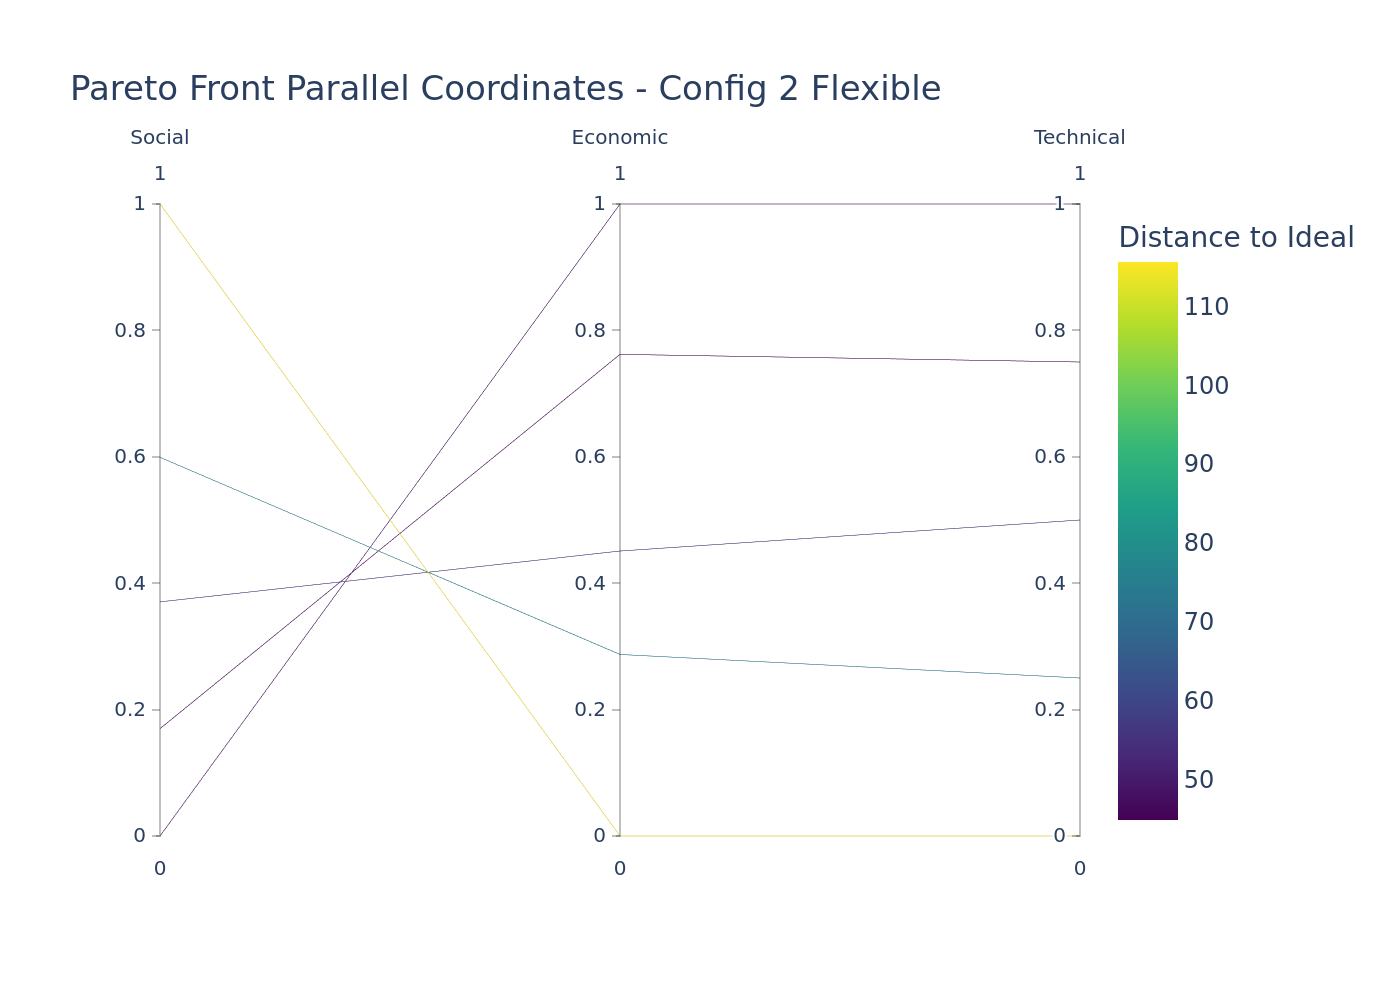 Pareto Front Parallel Coordinates - Config 2 Flexible
Social Economic Technical
1 1 1
1 1 1
Distance to Ideal
110
0.8 0.8 0.8
100
0.6 0.6 0.6
90
80
0.4 0.4 0.4
70
60
0.2 0.2 0.2
50
0 0 0
0 0 0